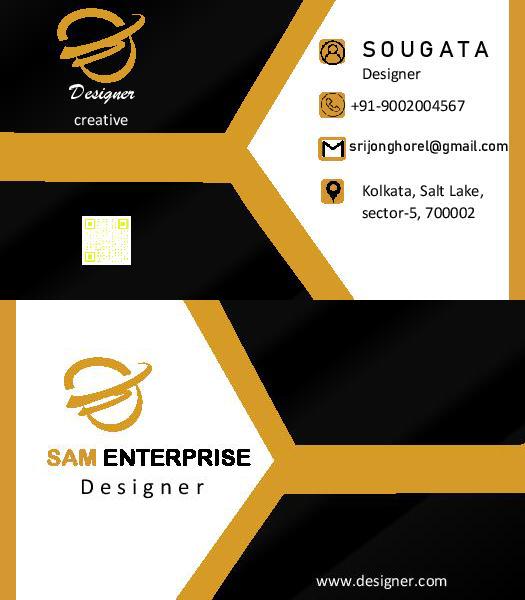 Designer
creative
SOUGATA
Designer
+91-9002004567
srijonghorel@gmail.com
Kolkata, Salt Lake,
sector-5, 700002
SAM ENTERPRISE
Designer
www.designer.com